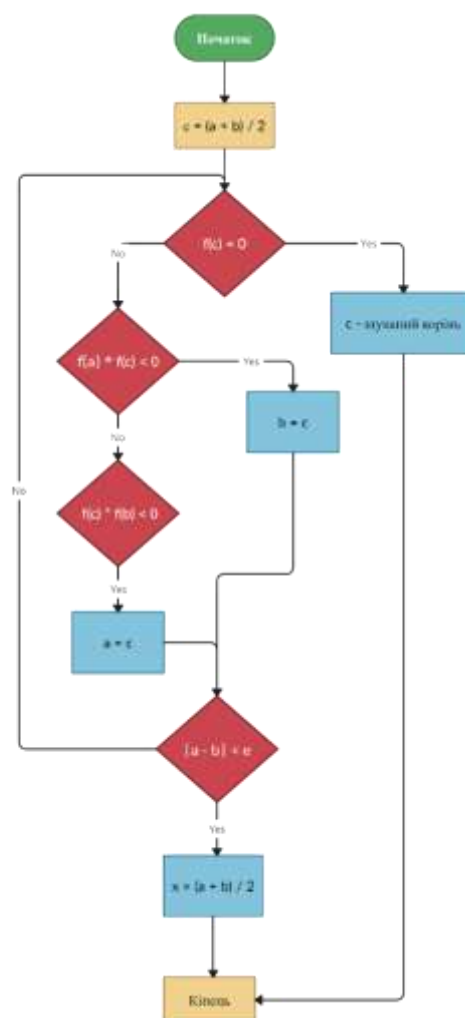 Початок
c = (a + b) / 2
f(c) = 0
No
Yes
c - шуканий корінь
f(a) * f(c) < 0
Yes
b = c
No
f(c) * f(b) < 0
No
Yes
a = c
|a - b| < e
Yes
x = (a + b) / 2
Кінець